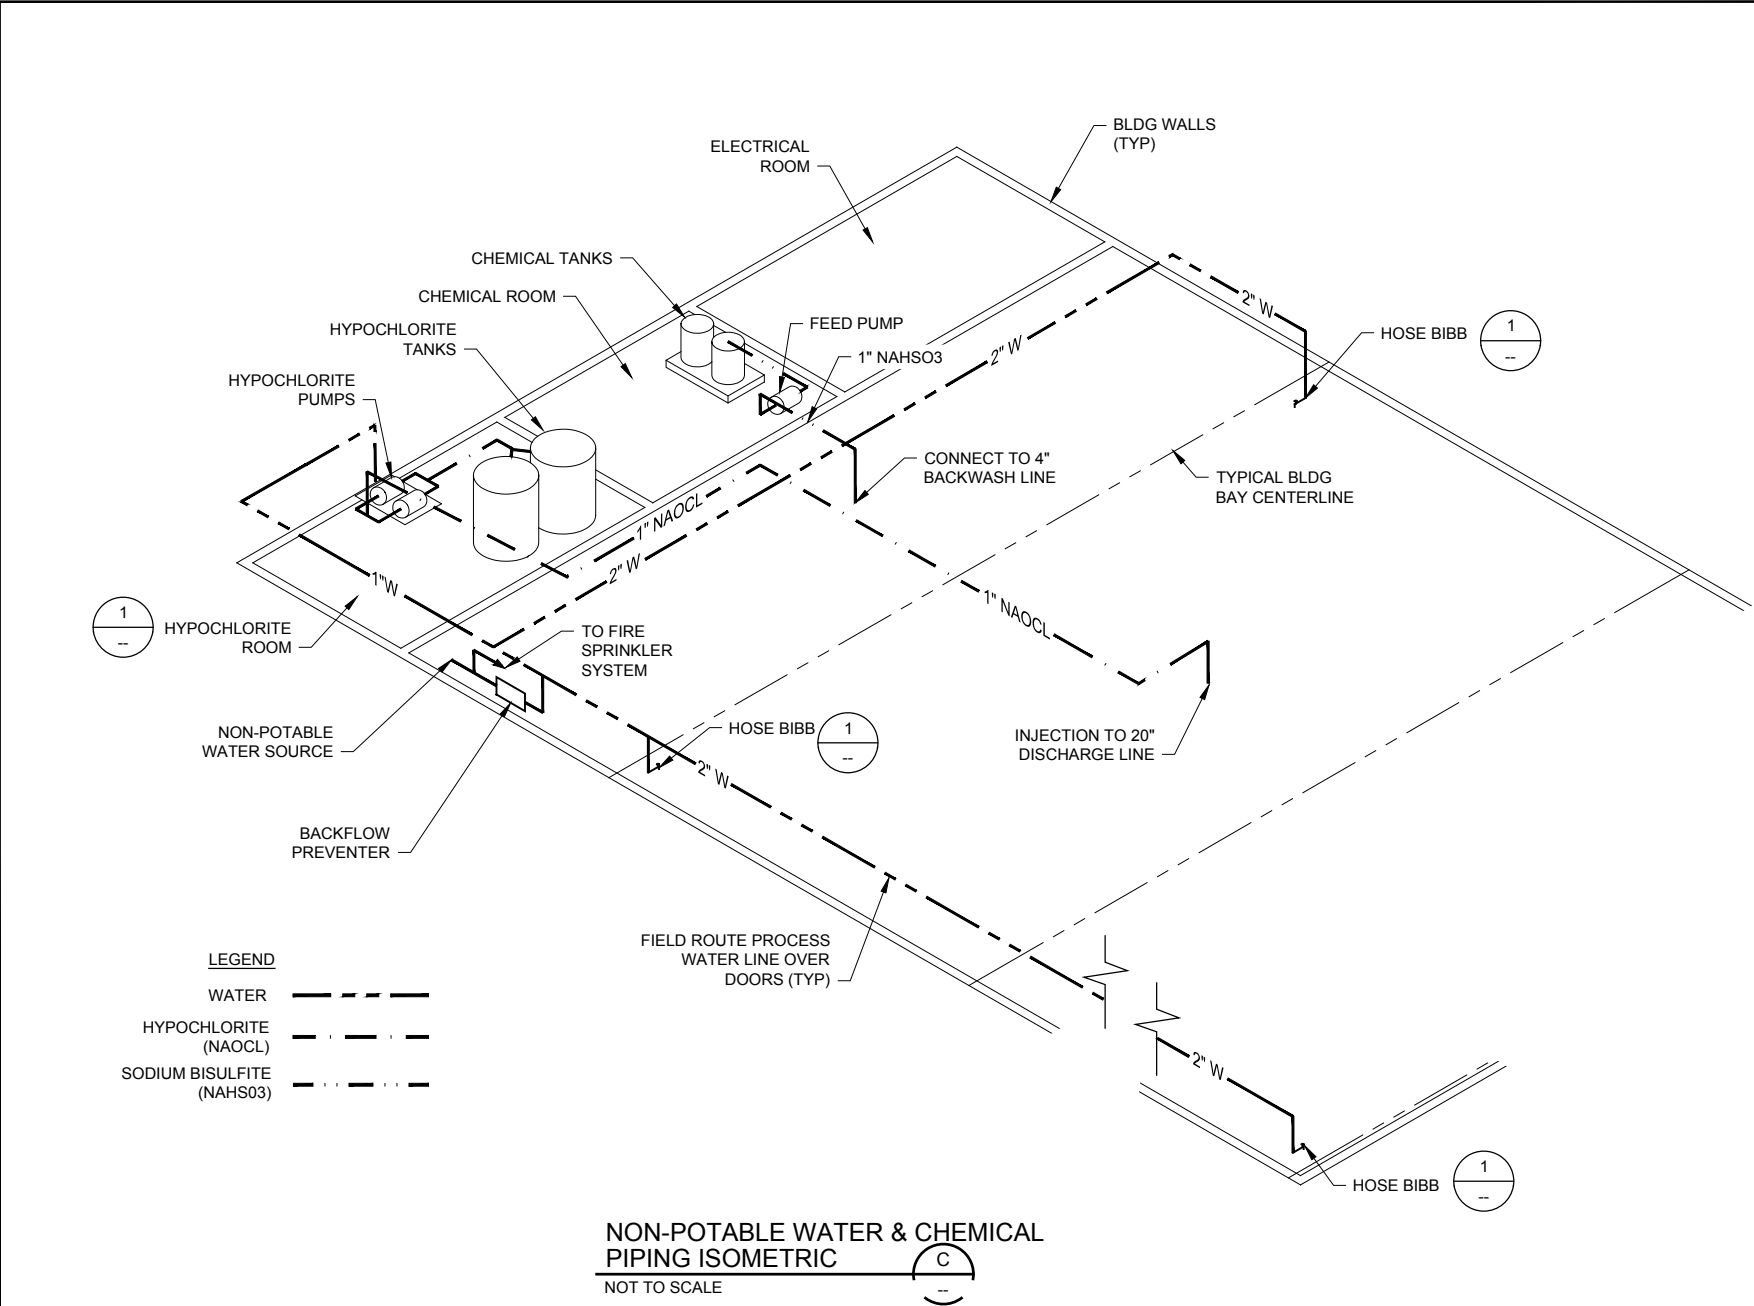 BLDG WALLS
(TYP)
ELECTRICAL
ROOM
CHEMICAL TANKS
CHEMICAL ROOM
HYPOCHLORITE
TANKS
HYPOCHLORITE
PUMPS
FEED PUMP
1" NAHSO3
2" W
2" W
HOSE BIBB
1
--
CONNECT TO 4"
BACKWASH LINE
TYPICAL BLDG
BAY CENTERLINE
1" NAOCL
2" W
1"W
1" NAOCL
1
--
HYPOCHLORITE
ROOM
TO FIRE
SPRINKLER
SYSTEM
NON-POTABLE
WATER SOURCE
HOSE BIBB
1
--
2" W
INJECTION TO 20"
DISCHARGE LINE
BACKFLOW
PREVENTER
FIELD ROUTE PROCESS
WATER LINE OVER
DOORS (TYP)
LEGEND
WATER
HYPOCHLORITE
(NAOCL)
SODIUM BISULFITE
(NAHS03)
2" W
HOSE BIBB
1
--
NON-POTABLE WATER & CHEMICAL
PIPING ISOMETRIC
C
--
NOT TO SCALE